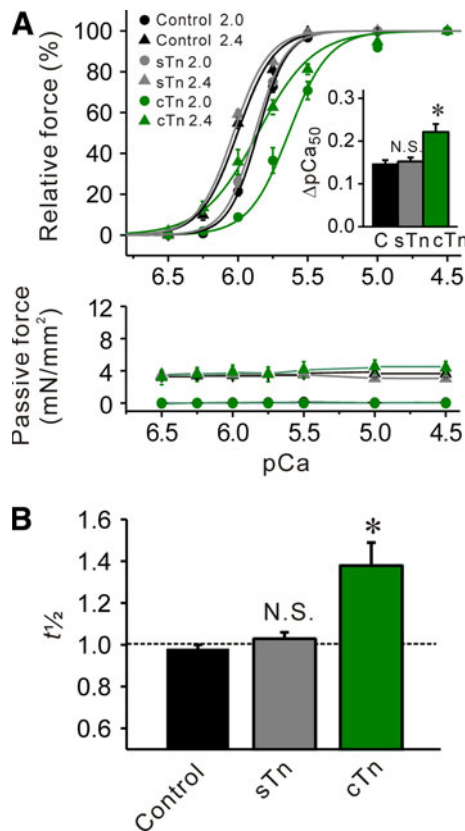 A
Control 2.0
Control 2.4
sTn 2.0
sTn 2.4
cTn 2.0
cTn 2.4
Relative force (%)
100
80
60
40
20
0
6.5 6.0 5.5 5.0 4.5
ΔpCa50
0.3
0.2
0.1
0.0
N.S.
*
C sTn cTn
Passive force
(mN/mm²)
12
8
4
0
6.5 6.0 5.5 5.0 4.5
pCa
B
t½
1.6
1.4
1.2
1.0
0.8
0.6
N.S.
*
Control
sTn
cTn